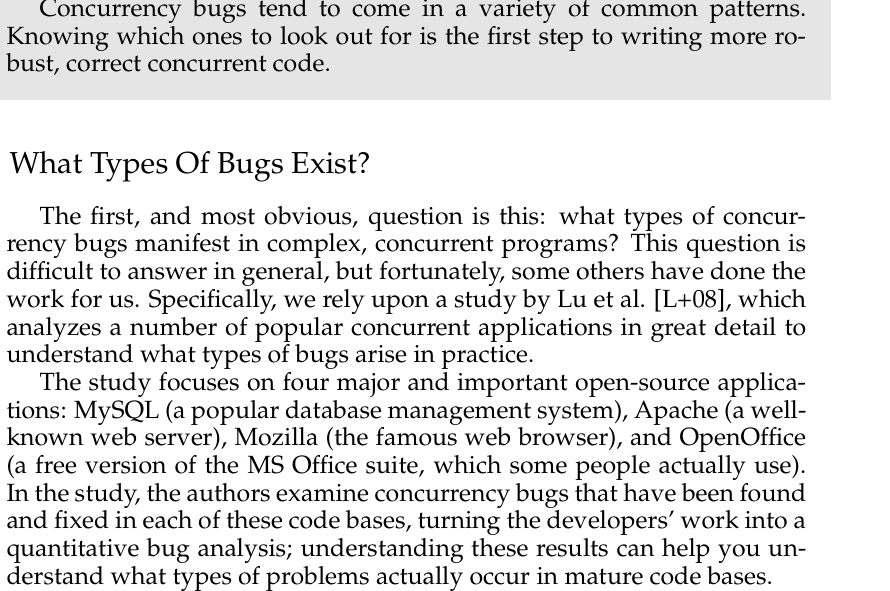 Concurrency bugs tend to come in a variety of common patterns.
Knowing which ones to look out for is the first step to writing more ro-
bust, correct concurrent code.
What Types Of Bugs Exist?
The first, and most obvious, question is this: what types of concur-
rency bugs manifest in complex, concurrent programs? This question is
difficult to answer in general, but fortunately, some others have done the
work for us. Specifically, we rely upon a study by Lu et al. [L+08], which
analyzes a number of popular concurrent applications in great detail to
understand what types of bugs arise in practice.
The study focuses on four major and important open-source applica-
tions: MySQL (a popular database management system), Apache (a well-
known web server), Mozilla (the famous web browser), and OpenOffice
(a free version of the MS Office suite, which some people actually use).
In the study, the authors examine concurrency bugs that have been found
and fixed in each of these code bases, turning the developers’ work into a
quantitative bug analysis; understanding these results can help you un-
derstand what types of problems actually occur in mature code bases.